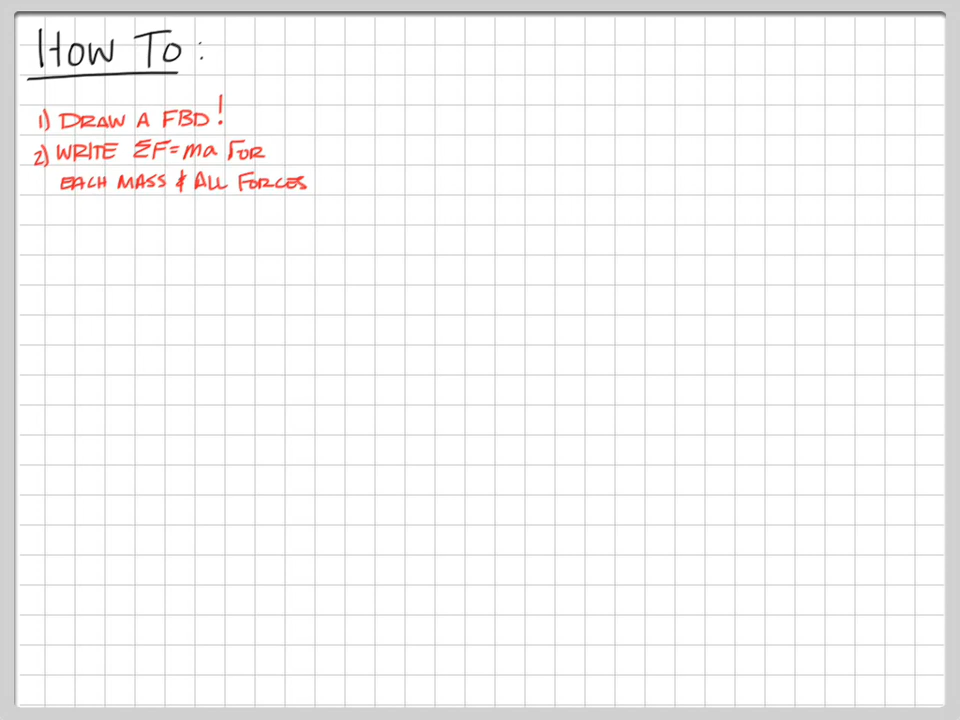 How To:
1) DRAW A FBD!
2) WRITE ΣF=ma FOR
EACH MASS & ALL FORCES